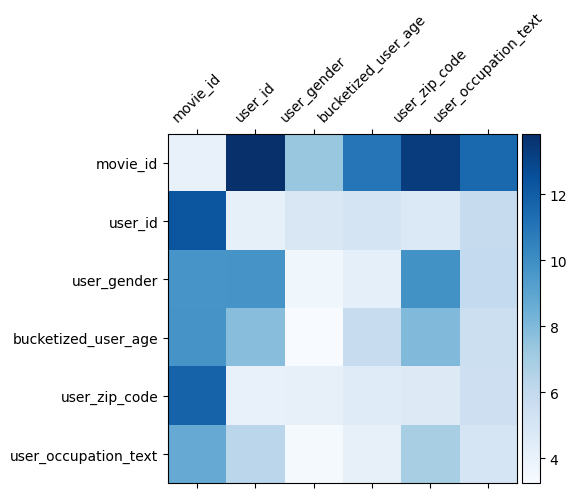 movie_id
user_id
user_gender
bucketized_user_age
user_zip_code
user_occupation_text
movie_id
user_id
user_gender
bucketized_user_age
user_zip_code
user_occupation_text
12
10
8
6
4